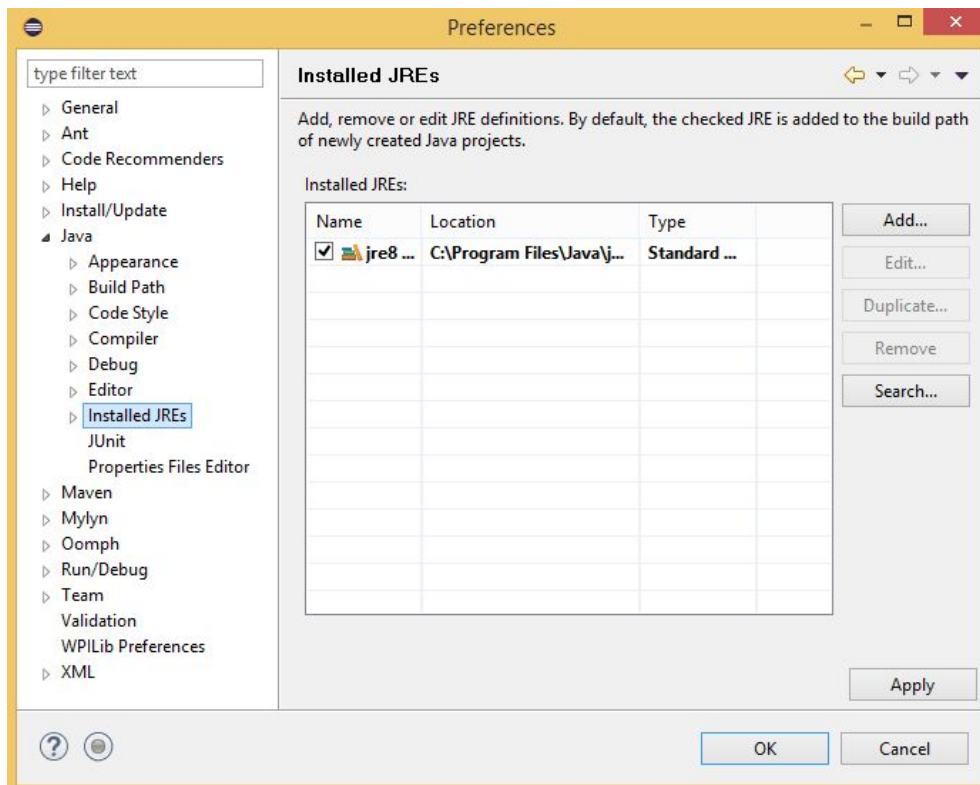 Preferences
type filter text
General
Ant
Code Recommenders
Help
Install/Update
Java
Appearance
Build Path
Code Style
Compiler
Debug
Editor
Installed JREs
JUnit
Properties Files Editor
Maven
Mylyn
Oomph
Run/Debug
Team
Validation
WPILib Preferences
XML
Installed JREs
Add, remove or edit JRE definitions. By default, the checked JRE is added to the build path
of newly created Java projects.
Installed JREs:
Name Location Type
jre8 ... C:\Program Files\Java\j... Standard ...
Add...
Edit...
Duplicate...
Remove
Search...
Apply
OK Cancel